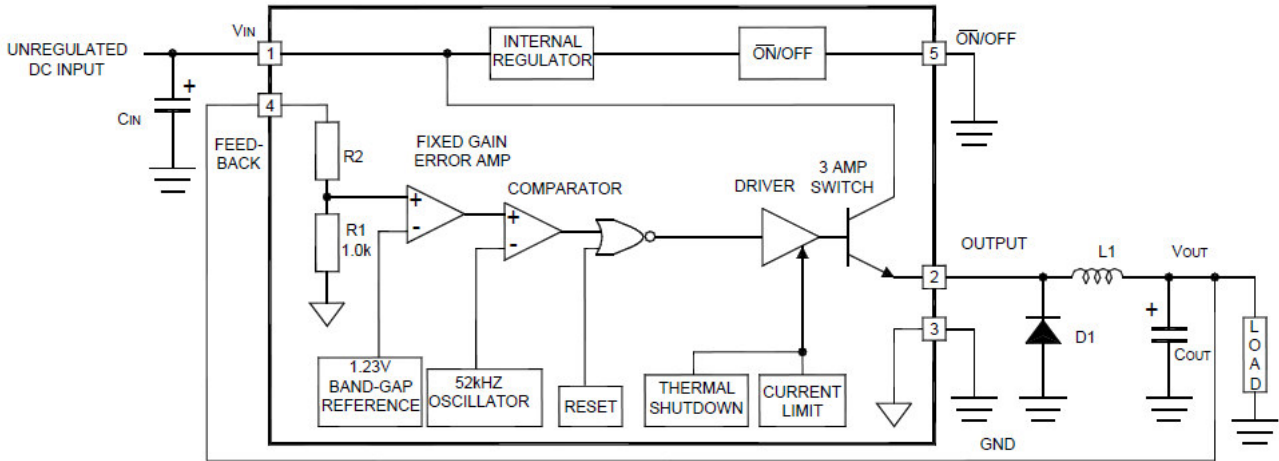 VIN
UNREGULATED
DC INPUT
1
INTERNAL
REGULATOR
ON/OFF
5
ON/OFF
+
CIN
4
FEED-
BACK
R2
R1
1.0k
FIXED GAIN
ERROR AMP
+
-
COMPARATOR
+
-
DRIVER
3 AMP
SWITCH
OUTPUT
2
L1
VOUT
3
D1
+
COUT
LOAD
1.23V
BAND-GAP
REFERENCE
52kHZ
OSCILLATOR
RESET
THERMAL
SHUTDOWN
CURRENT
LIMIT
GND